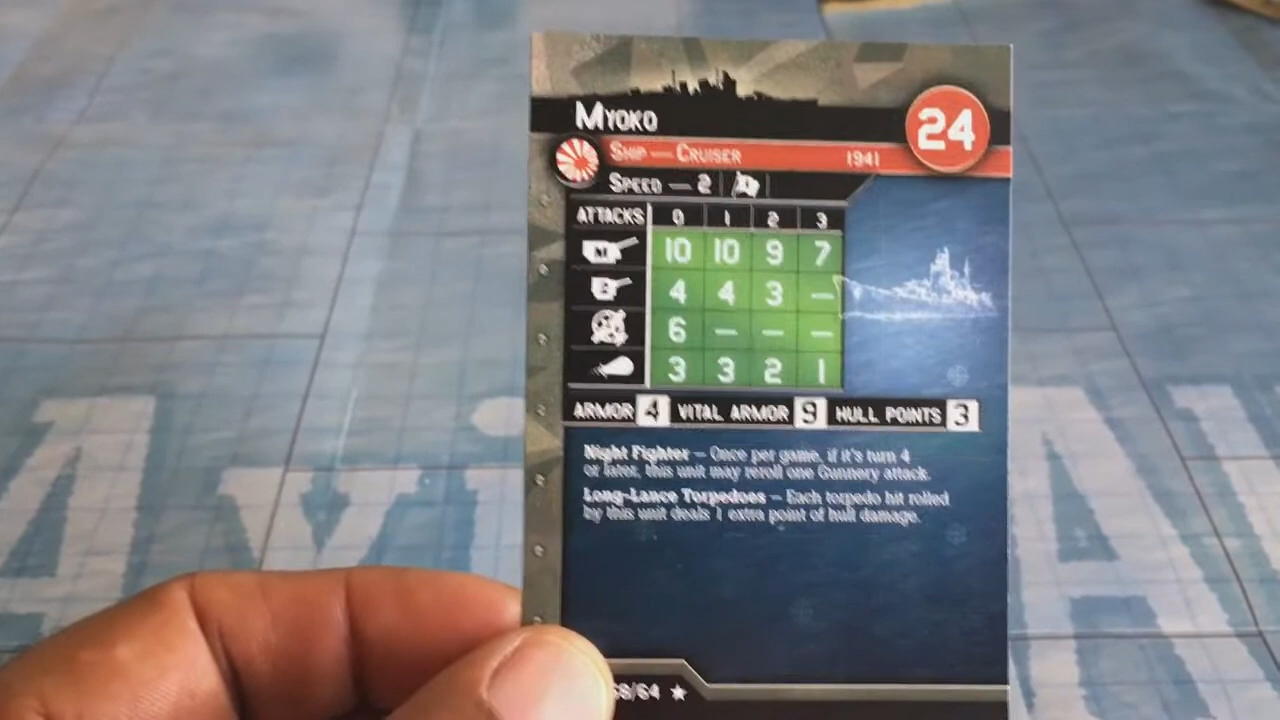 Myoko
24
Ship — Cruiser 1941
Speed — 2 1
ATTACKS 0 1 2 3
10 10 9 7
4 4 3 —
6 — — —
3 3 2 1
ARMOR 4 VITAL ARMOR 9 HULL POINTS 3
Night Fighter — Once per game, if it's turn 4
or later, this unit may reroll one Gunnery attack.
Long-Lance Torpedoes — Each torpedo hit rolled
by this unit deals 1 extra point of hull damage.
/64 ★